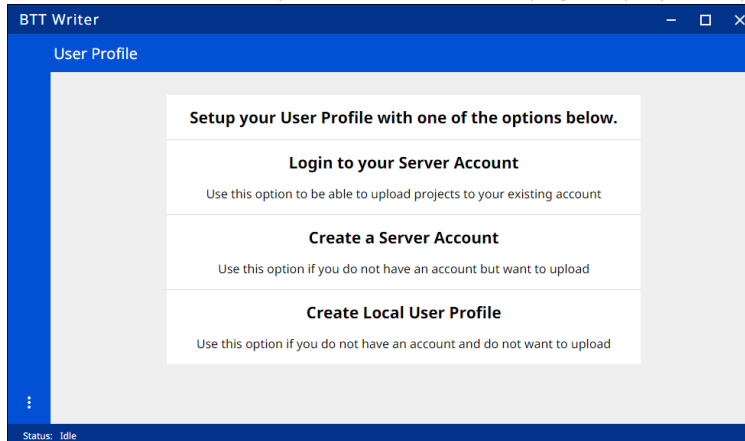 BTT Writer
User Profile
Setup your User Profile with one of the options below.
Login to your Server Account
Use this option to be able to upload projects to your existing account
Create a Server Account
Use this option if you do not have an account but want to upload
Create Local User Profile
Use this option if you do not have an account and do not want to upload
Status: Idle